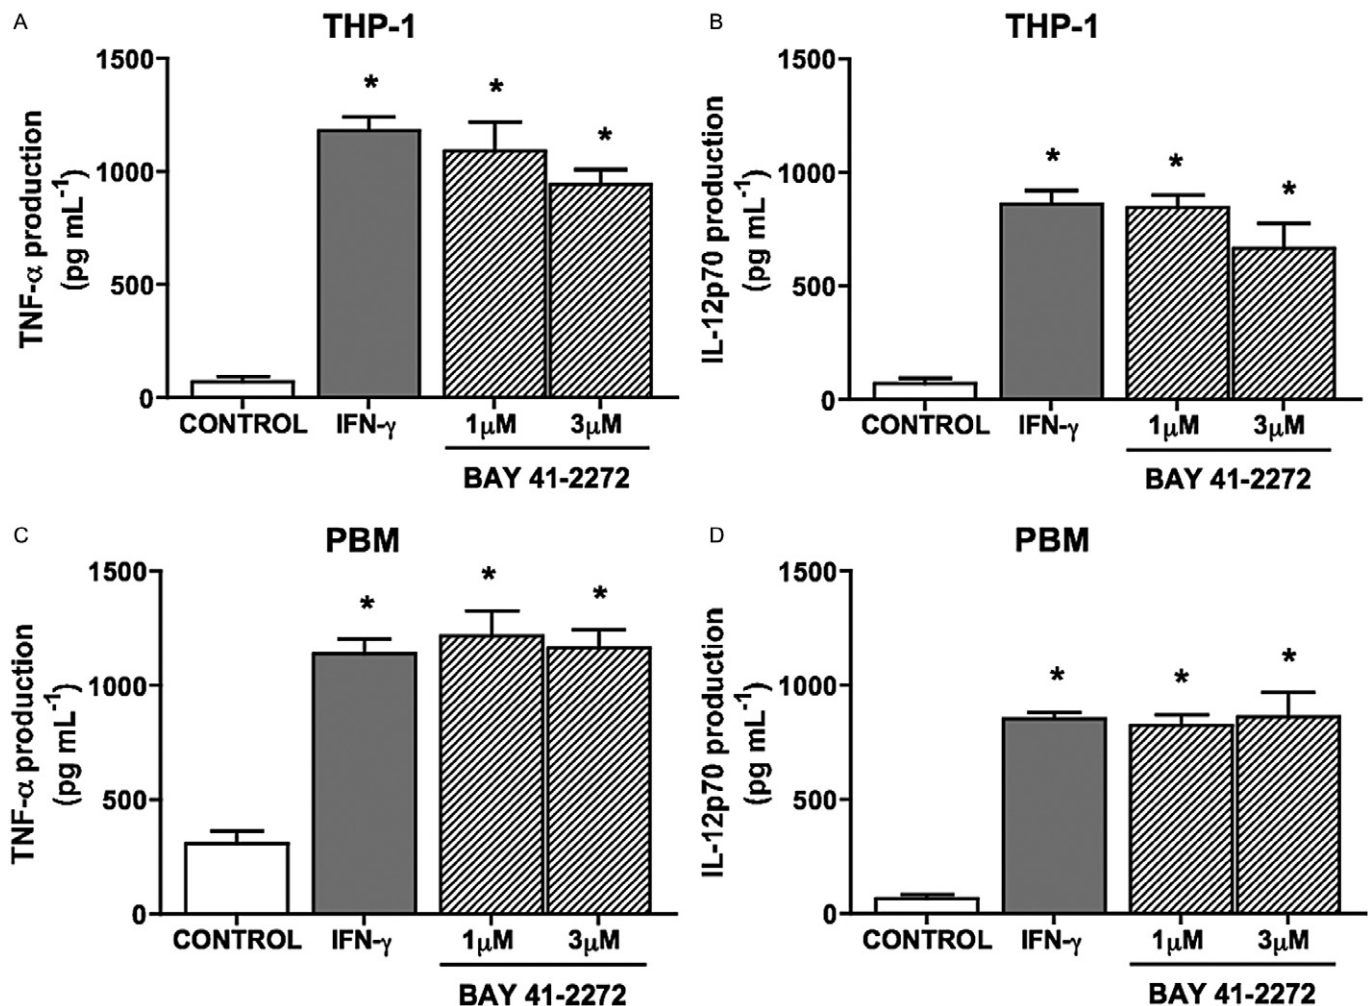 A
THP-1
TNF-α production
(pg mL-1)
1500
*
*
*
1000
500
0
CONTROL
IFN-γ
1μM
3μM
BAY 41-2272
B
THP-1
IL-12p70 production
(pg mL-1)
1500
*
*
*
1000
500
0
CONTROL
IFN-γ
1μM
3μM
BAY 41-2272
C
PBM
TNF-α production
(pg mL-1)
1500
*
*
*
1000
500
0
CONTROL
IFN-γ
1μM
3μM
BAY 41-2272
D
PBM
IL-12p70 production
(pg mL-1)
1500
*
*
*
1000
500
0
CONTROL
IFN-γ
1μM
3μM
BAY 41-2272